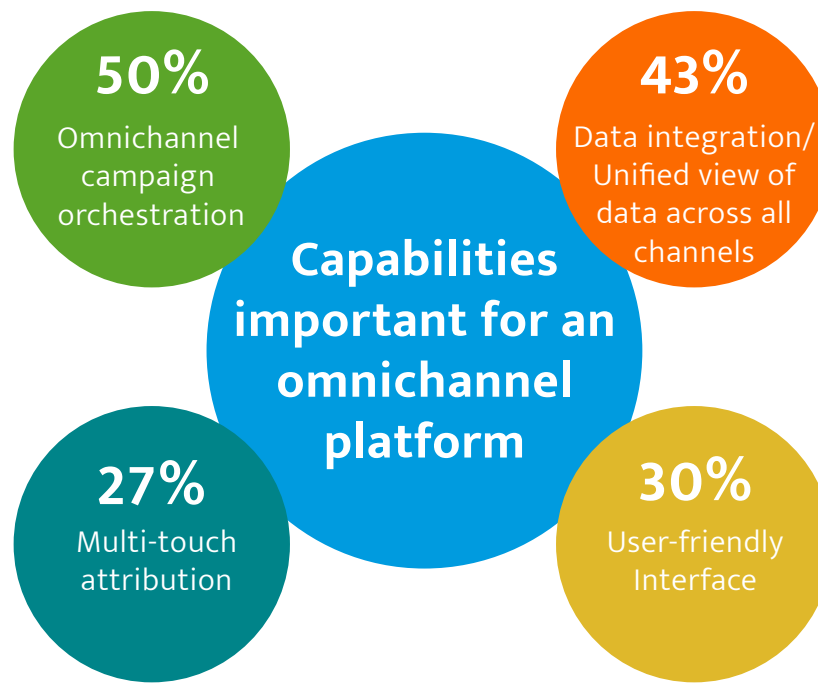 50%
Omnichannel
campaign
orchestration
43%
Data integration/
Unified view of
data across all
channels
Capabilities
important for an
omnichannel
platform
27%
Multi-touch
attribution
30%
User-friendly
Interface